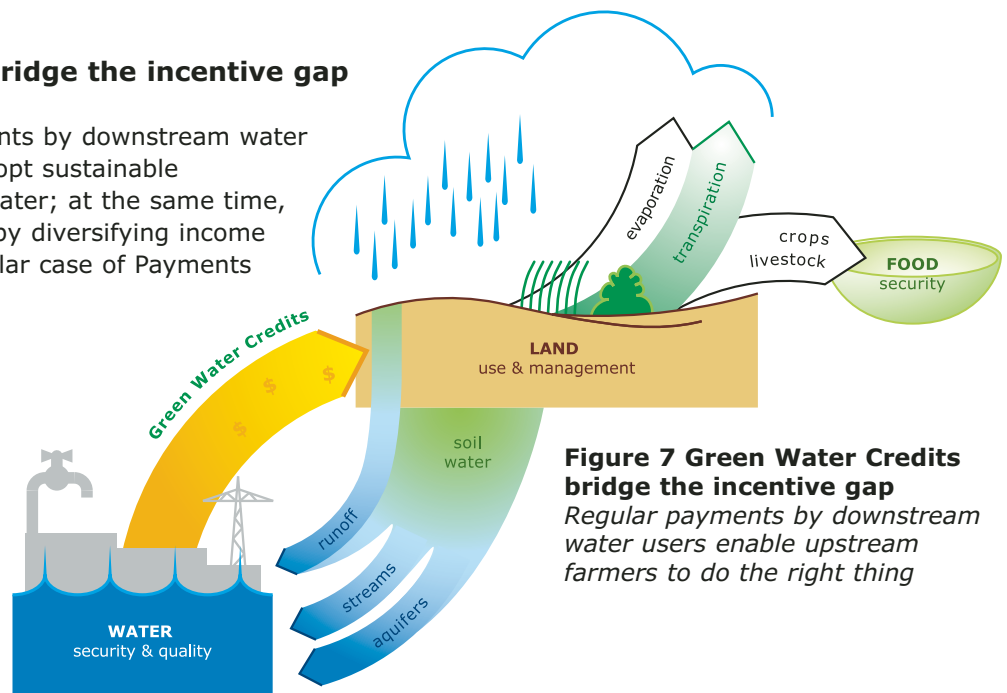 ridge the incentive gap
nts by downstream water
opt sustainable
ater; at the same time,
by diversifying income
lar case of Payments
evaporation
transpiration
crops
livestock
FOOD
security
Green Water Credits
$ $ $
LAND
use & management
soil
water
runoff
streams
aquifers
WATER
security & quality
Figure 7 Green Water Credits
bridge the incentive gap
Regular payments by downstream
water users enable upstream
farmers to do the right thing